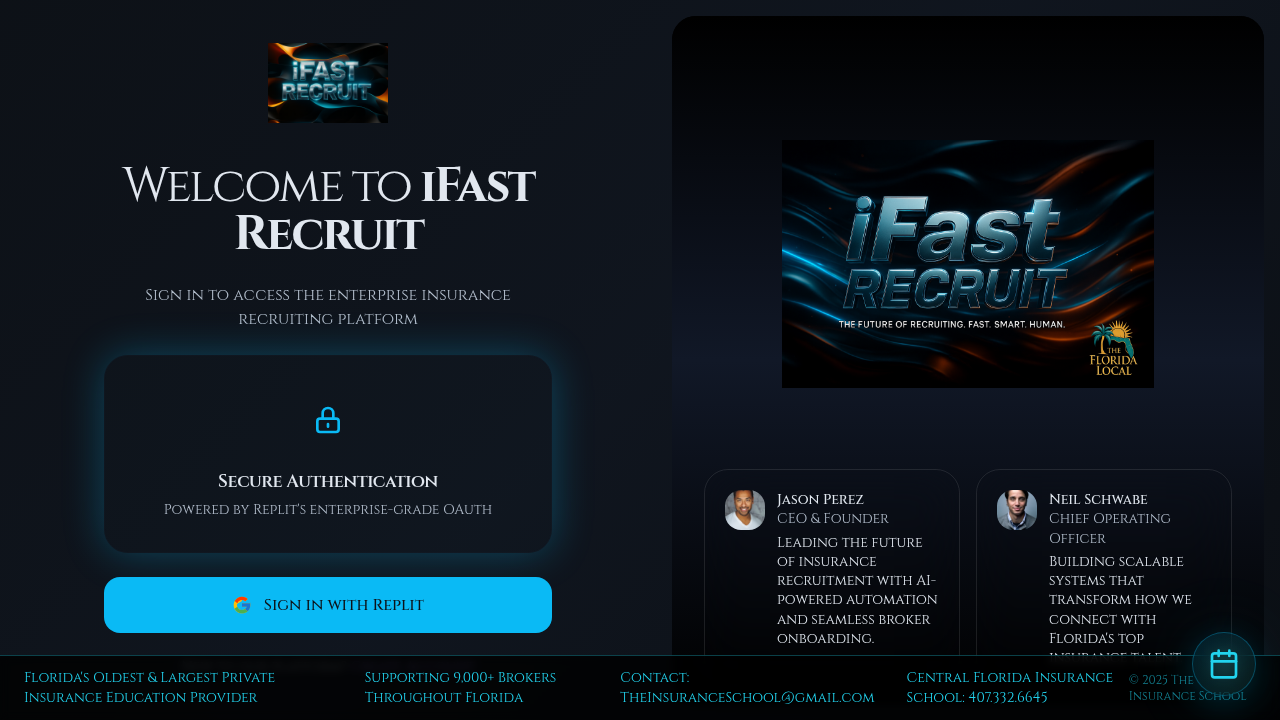 iFAST
RECRUIT
Welcome to iFast
Recruit
Sign in to access the enterprise insurance
recruiting platform
Secure Authentication
Powered by Replit's enterprise-grade OAuth
Sign in with Replit
iFast
RECRUIT
THE FUTURE OF RECRUITING. FAST. SMART. HUMAN.
THE
FLORIDA
LOCAL
Jason Perez
CEO & Founder
Leading the future
of insurance
recruitment with AI-
powered automation
and seamless broker
onboarding.
Neil Schwabe
Chief Operating
Officer
Building scalable
systems that
transform how we
connect with
Florida's top
insurance talent
Florida's Oldest & Largest Private
Insurance Education Provider
Supporting 9,000+ Brokers
Throughout Florida
Contact:
TheInsuranceSchool@gmail.com
Central Florida Insurance
School: 407.332.6645
© 2025 The
Insurance School